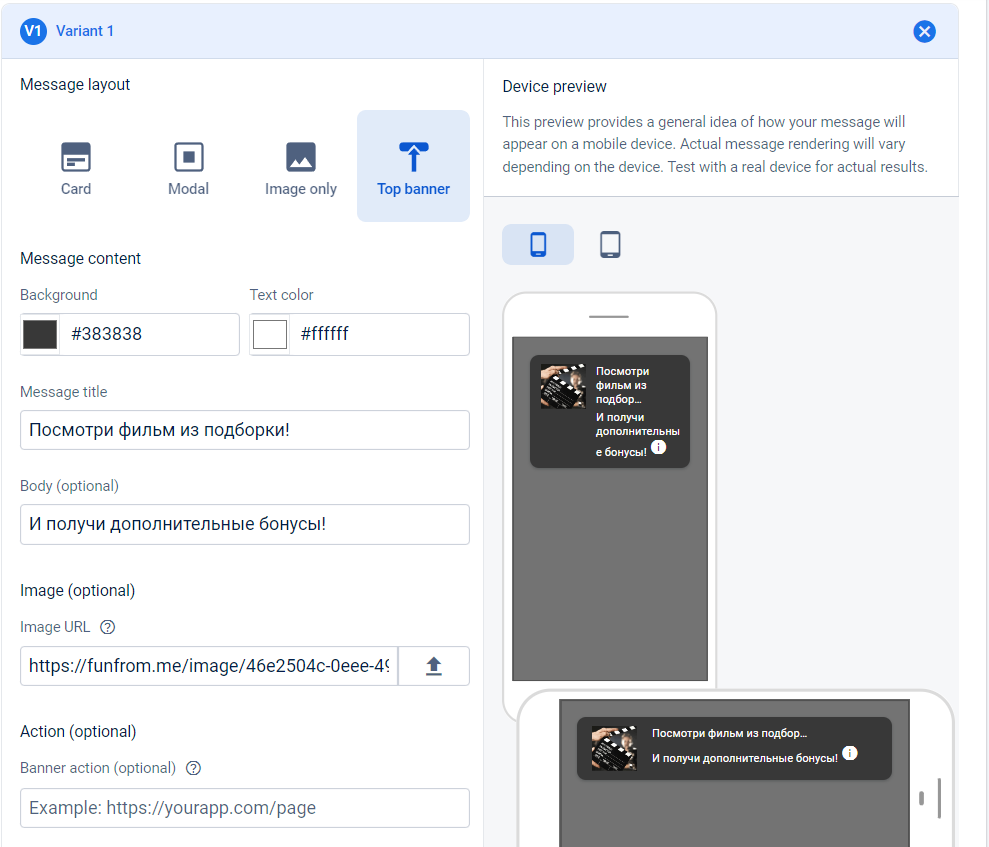 V1 Variant 1
Message layout
Card
Modal
Image only
Top banner
Message content
Background
Text color
#383838
#ffffff
Message title
Посмотри фильм из подборки!
Body (optional)
И получи дополнительные бонусы!
Image (optional)
Image URL
https://funfrom.me/image/46e2504c-0eee-49
Action (optional)
Banner action (optional)
Example: https://yourapp.com/page
Device preview
This preview provides a general idea of how your message will
appear on a mobile device. Actual message rendering will vary
depending on the device. Test with a real device for actual results.
Посмотри
фильм из
подбор...
И получи
дополнительны
е бонусы!
Посмотри фильм из подбор...
И получи дополнительные бонусы!